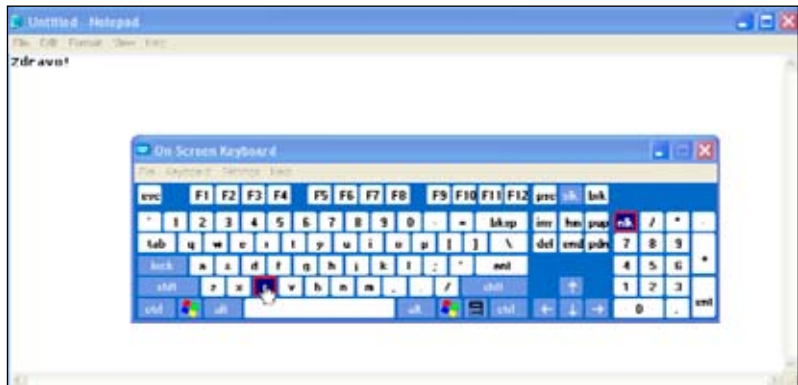 Untitled - Notepad
File Edit Format View Help
Zdravo!
On Screen Keyboard
File Keyboard Settings Help
esc F1 F2 F3 F4 F5 F6 F7 F8 F9 F10 F11 F12 psc slk brk
` 1 2 3 4 5 6 7 8 9 0 - = bksp ins hm pup nlk / * -
tab q w e r t y u i o p [ ] \ del end pdn 7 8 9 +
lock a s d f g h j k l ; ' ent 4 5 6
shft z x c v b n m , . / shft ↑ 1 2 3 ent
ctrl alt alt ctrl ← ↓ → 0 .